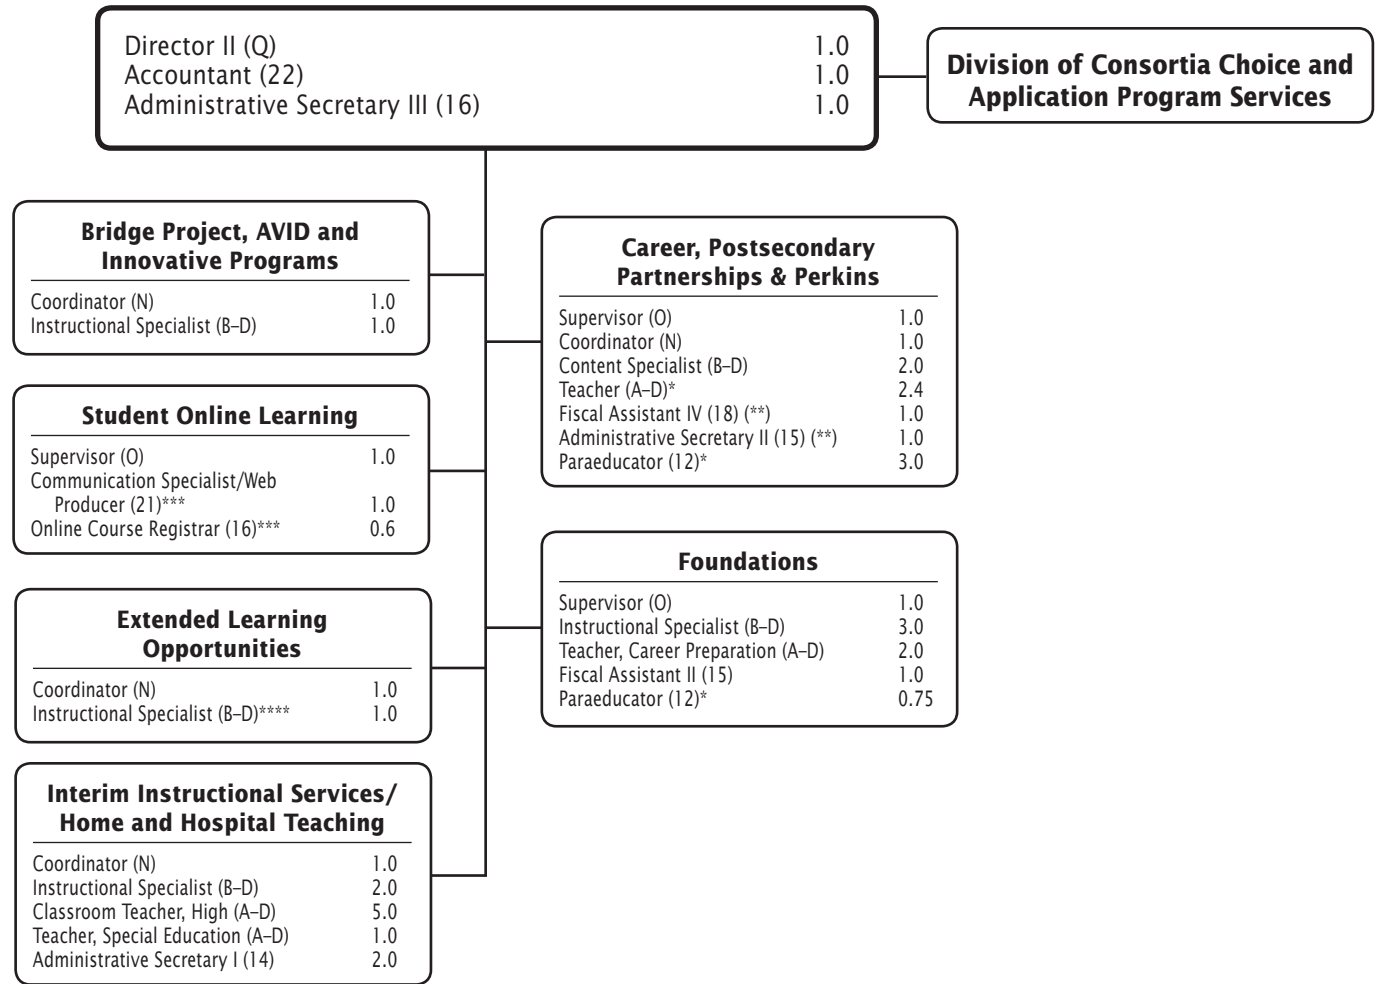 Director II (Q) 1.0
Accountant (22) 1.0
Administrative Secretary III (16) 1.0
Division of Consortia Choice and
Application Program Services
Bridge Project, AVID and
Innovative Programs
Coordinator (N) 1.0
Instructional Specialist (B–D) 1.0
Student Online Learning
Supervisor (O) 1.0
Communication Specialist/Web
Producer (21)*** 1.0
Online Course Registrar (16)*** 0.6
Extended Learning
Opportunities
Coordinator (N) 1.0
Instructional Specialist (B–D)**** 1.0
Interim Instructional Services/
Home and Hospital Teaching
Coordinator (N) 1.0
Instructional Specialist (B–D) 2.0
Classroom Teacher, High (A–D) 5.0
Teacher, Special Education (A–D) 1.0
Administrative Secretary I (14) 2.0
Career, Postsecondary
Partnerships & Perkins
Supervisor (O) 1.0
Coordinator (N) 1.0
Content Specialist (B–D) 2.0
Teacher (A–D)* 2.4
Fiscal Assistant IV (18) (**) 1.0
Administrative Secretary II (15) (**) 1.0
Paraeducator (12)* 3.0
Foundations
Supervisor (O) 1.0
Instructional Specialist (B–D) 3.0
Teacher, Career Preparation (A–D) 2.0
Fiscal Assistant II (15) 1.0
Paraeducator (12)* 0.75